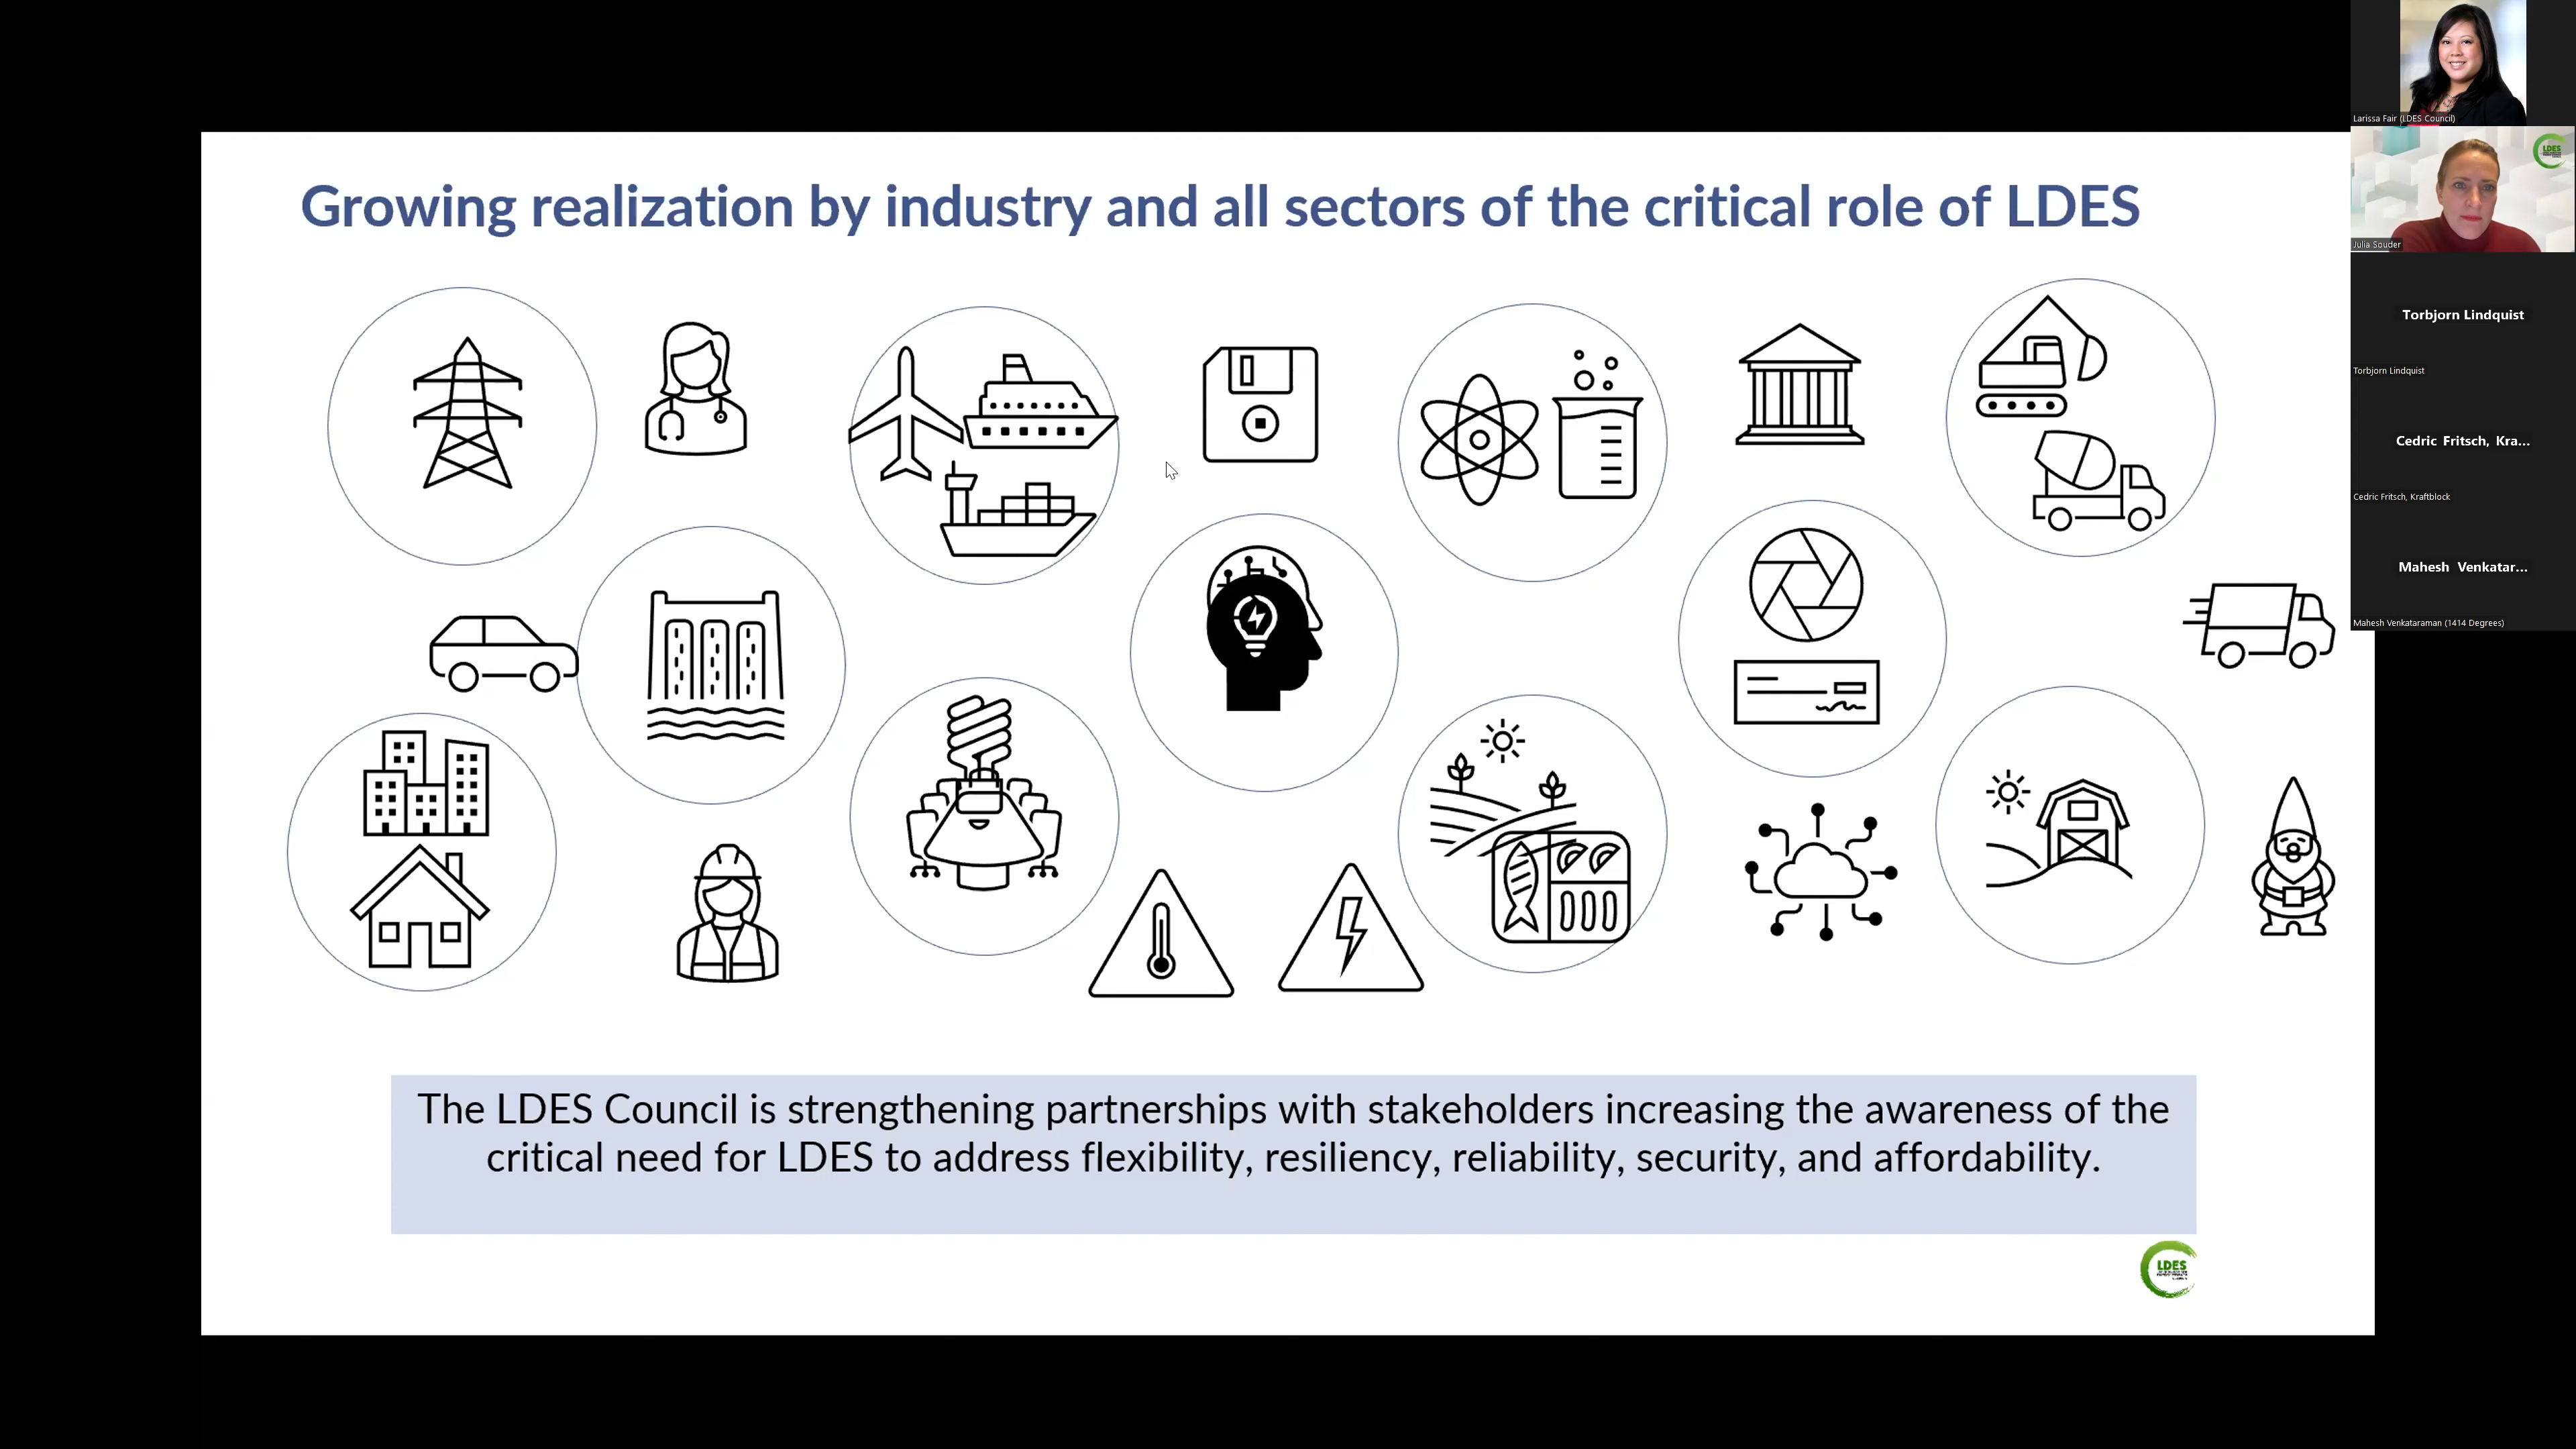 Growing realization by industry and all sectors of the critical role of LDES
The LDES Council is strengthening partnerships with stakeholders increasing the awareness of the
critical need for LDES to address flexibility, resiliency, reliability, security, and affordability.
LDES
Larissa Fair (LDES Council)
LDES
Julia Souder
Torbjorn Lindquist
Torbjorn Lindquist
Cedric Fritsch, Kra...
Cedric Fritsch, Kraftblock
Mahesh Venkatar...
Mahesh Venkataraman (1414 Degrees)